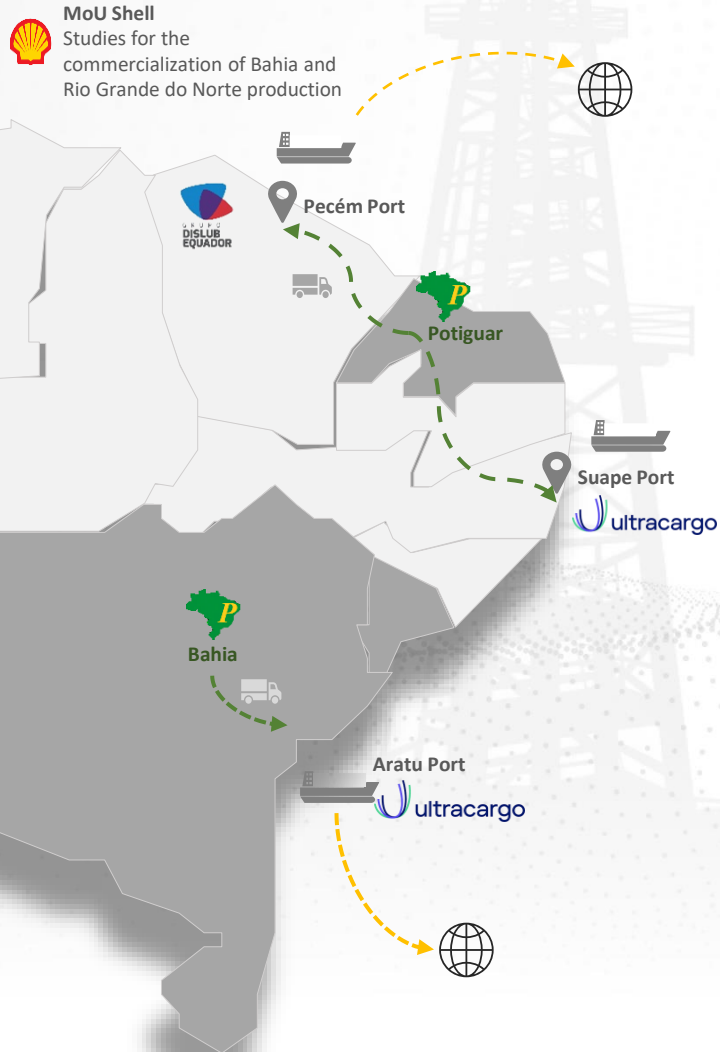 MoU Shell
Studies for the
commercialization of Bahia and
Rio Grande do Norte production
Pecém Port
GRUPO
DISLUB
EQUADOR
P
Potiguar
Suape Port
ultracargo
P
Bahia
Aratu Port
ultracargo